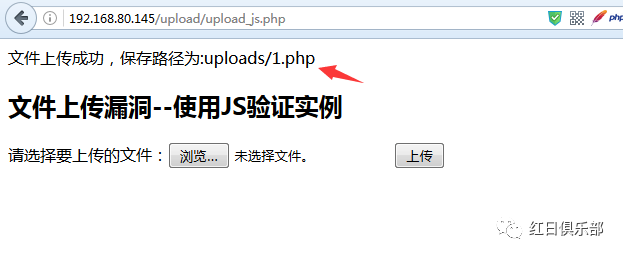 192.168.80.145/upload/upload_js.php
php
文件上传成功，保存路径为:uploads/1.php
文件上传漏洞--使用JS验证实例
请选择要上传的文件：浏览... 未选择文件。 上传
红日俱乐部